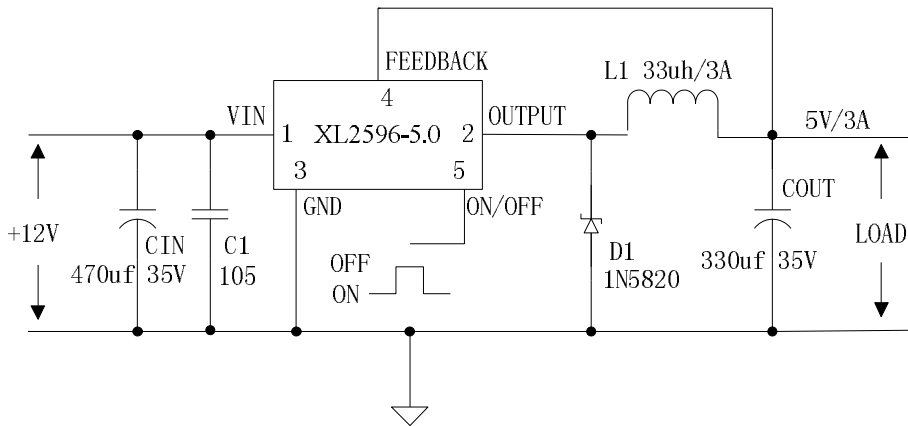 FEEDBACK
L1 33uh/3A
4
VIN
OUTPUT
5V/3A
1
XL2596-5.0
2
3
5
GND
ON/OFF
COUT
+12V
CIN
C1
OFF
D1
LOAD
470uf 35V
105
ON
1N5820
330uf 35V